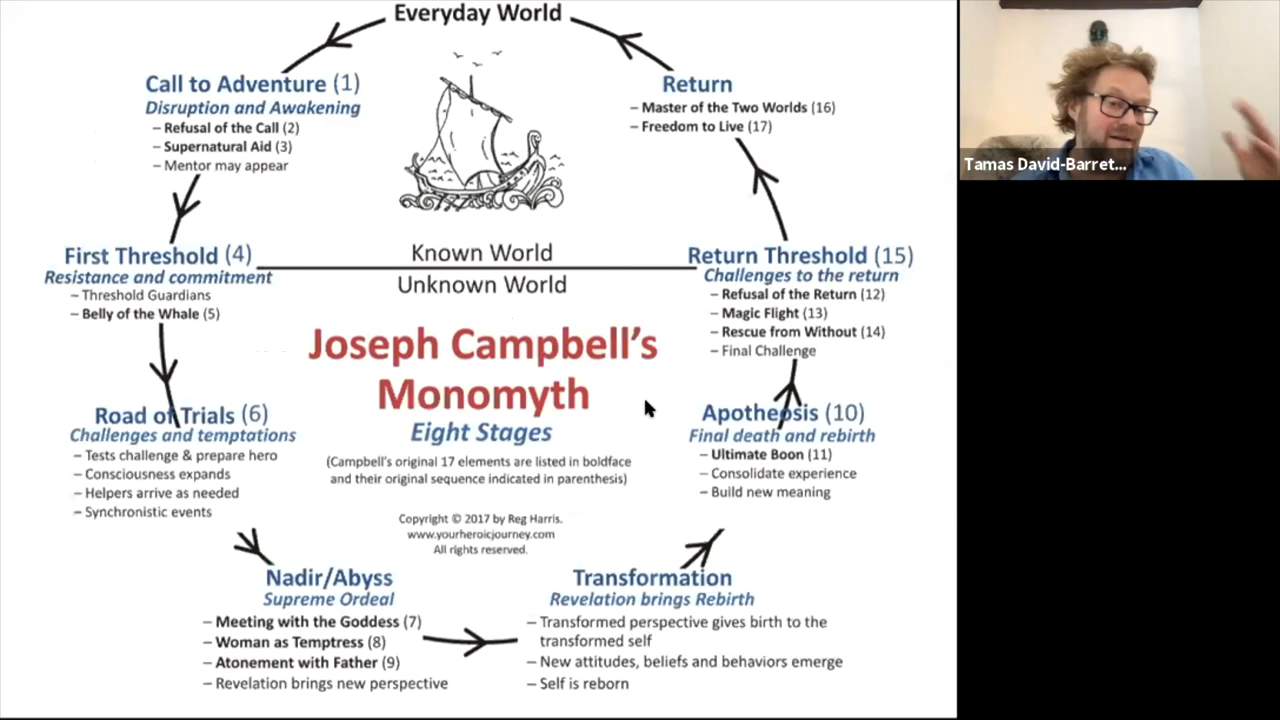 Everyday World
Call to Adventure (1)
Disruption and Awakening
– Refusal of the Call (2)
– Supernatural Aid (3)
– Mentor may appear
Return
– Master of the Two Worlds (16)
– Freedom to Live (17)
Tamas David-Barret...
First Threshold (4)
Resistance and commitment
– Threshold Guardians
– Belly of the Whale (5)
Known World
Unknown World
Return Threshold (15)
Challenges to the return
– Refusal of the Return (12)
– Magic Flight (13)
– Rescue from Without (14)
– Final Challenge
Joseph Campbell's
Monomyth
Eight Stages
(Campbell's original 17 elements are listed in boldface
and their original sequence indicated in parenthesis)
Copyright © 2017 by Reg Harris.
www.yourheroicjourney.com
All rights reserved.
Road of Trials (6)
Challenges and temptations
– Tests challenge & prepare hero
– Consciousness expands
– Helpers arrive as needed
– Synchronistic events
Apotheosis (10)
Final death and rebirth
– Ultimate Boon (11)
– Consolidate experience
– Build new meaning
Nadir/Abyss
Supreme Ordeal
– Meeting with the Goddess (7)
– Woman as Temptress (8)
– Atonement with Father (9)
– Revelation brings new perspective
Transformation
Revelation brings Rebirth
– Transformed perspective gives birth to the
transformed self
– New attitudes, beliefs and behaviors emerge
– Self is reborn